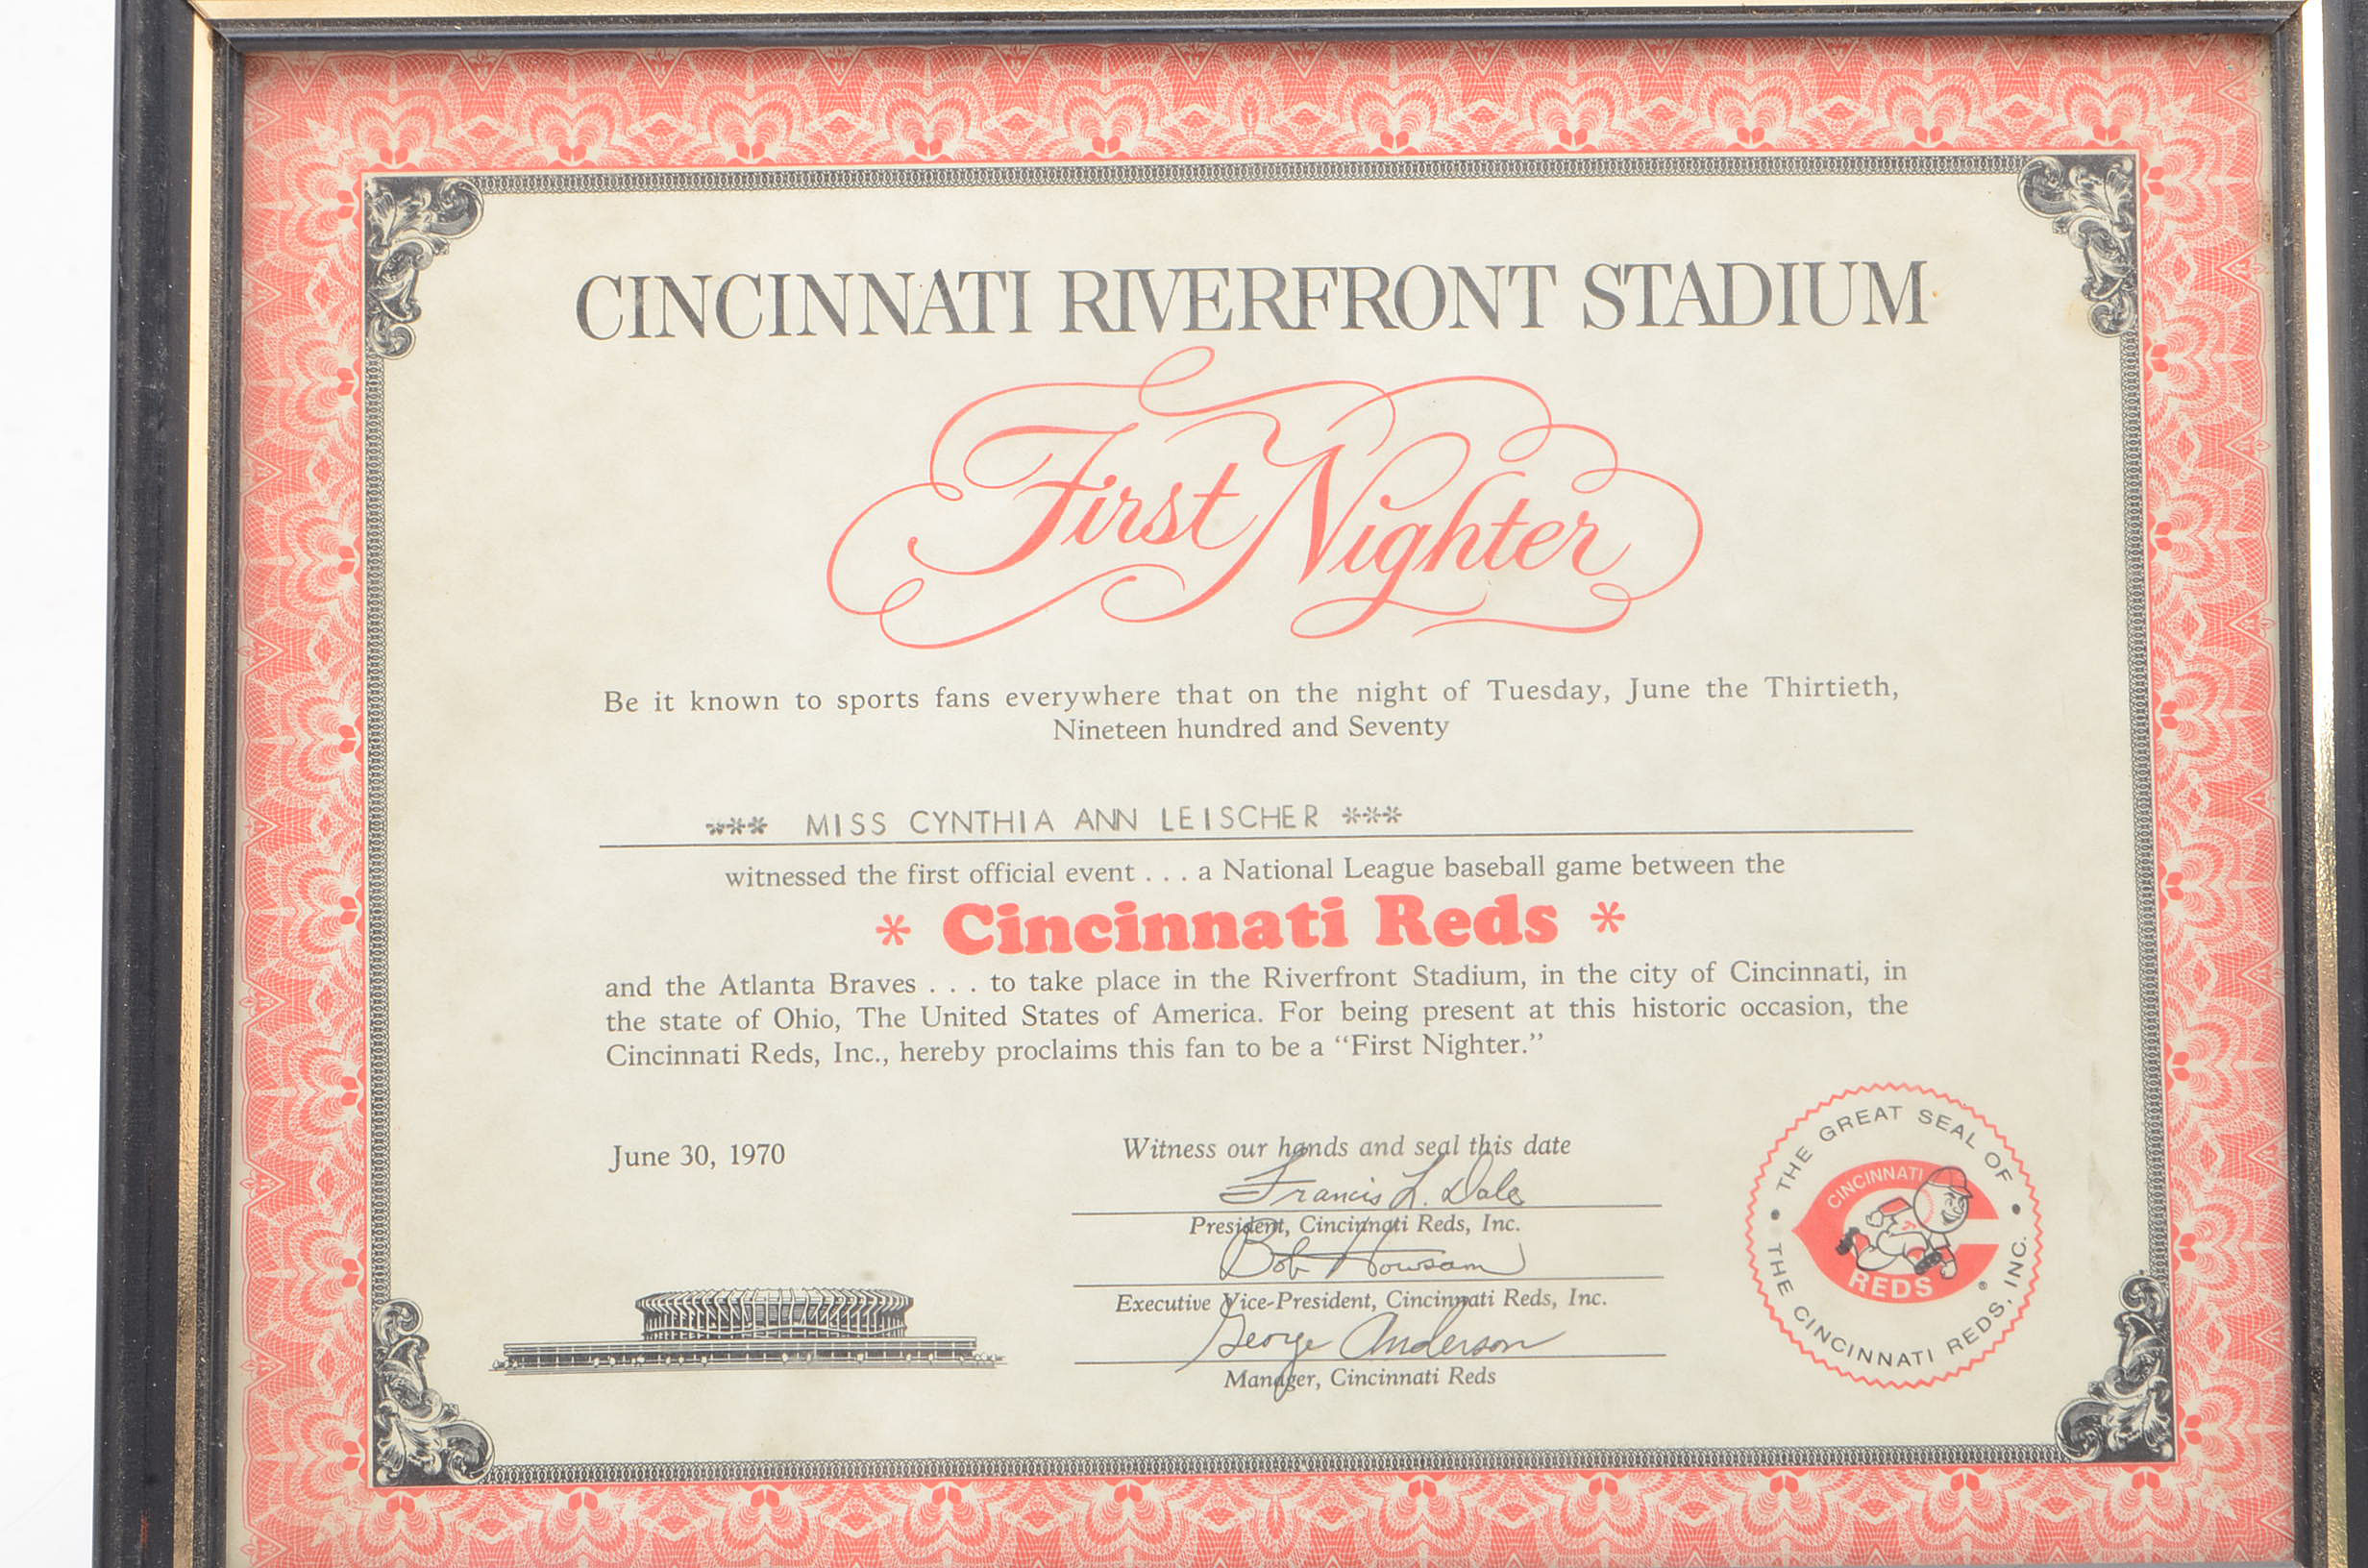 CINCINNATI RIVERFRONT STADIUM
First Nighter
Be it known to sports fans everywhere that on the night of Tuesday, June the Thirtieth,
Nineteen hundred and Seventy
*** MISS CYNTHIA ANN LEISCHER ***
witnessed the first official event . . . a National League baseball game between the
* Cincinnati Reds *
and the Atlanta Braves . . . to take place in the Riverfront Stadium, in the city of Cincinnati, in
the state of Ohio, The United States of America. For being present at this historic occasion, the
Cincinnati Reds, Inc., hereby proclaims this fan to be a “First Nighter.”
June 30, 1970
Witness our hands and seal this date
Francis L. Dale
President, Cincinnati Reds, Inc.
Bob Howsam
Executive Vice-President, Cincinnati Reds, Inc.
George Anderson
Manager, Cincinnati Reds
• THE GREAT SEAL OF •
THE CINCINNATI REDS, INC.
CINCINNATI
REDS
®